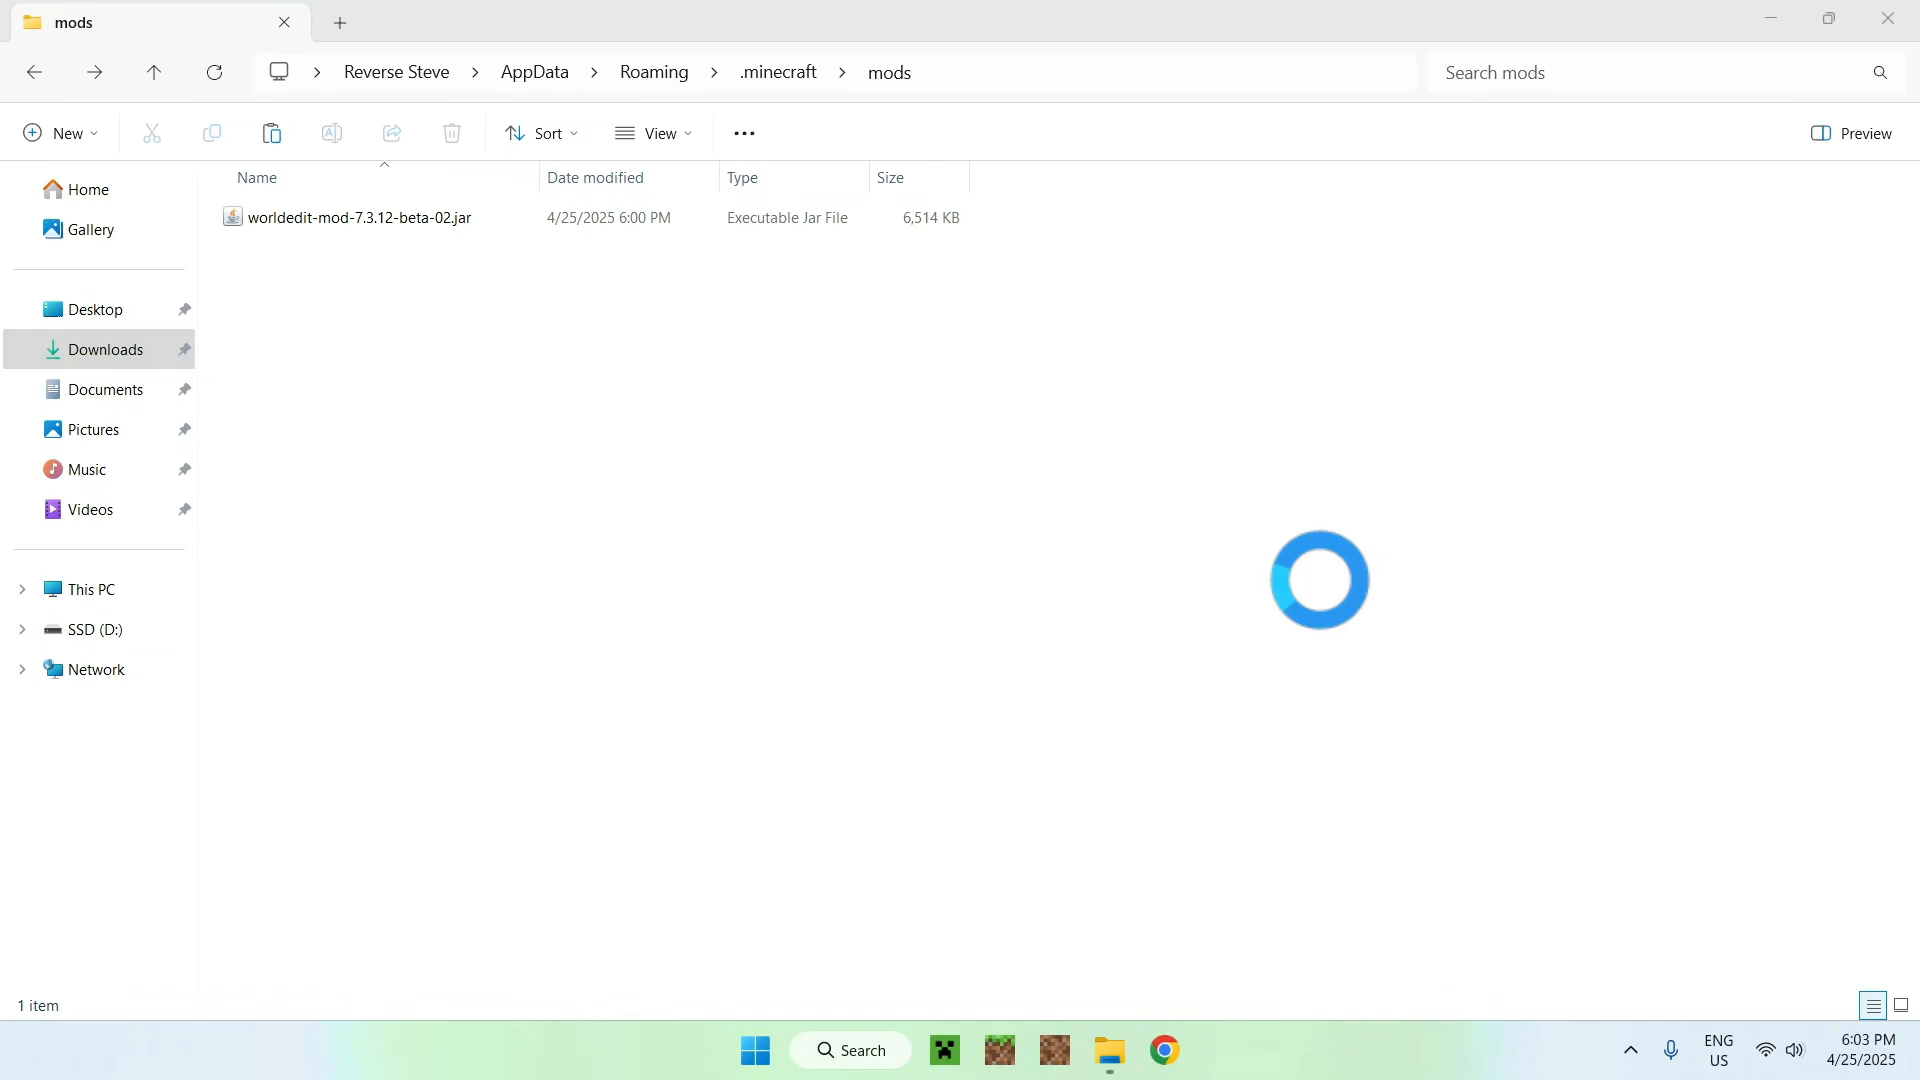 mods
Reverse Steve
AppData
Roaming
.minecraft
mods
Search mods
New
Sort
View
Preview
Name
Date modified
Type
Size
worldedit-mod-7.3.12-beta-02.jar
4/25/2025 6:00 PM
Executable Jar File
6,514 KB
Home
Gallery
Desktop
Downloads
Documents
Pictures
Music
Videos
This PC
SSD (D:)
Network
1 item
Search
ENG
US
6:03 PM
4/25/2025